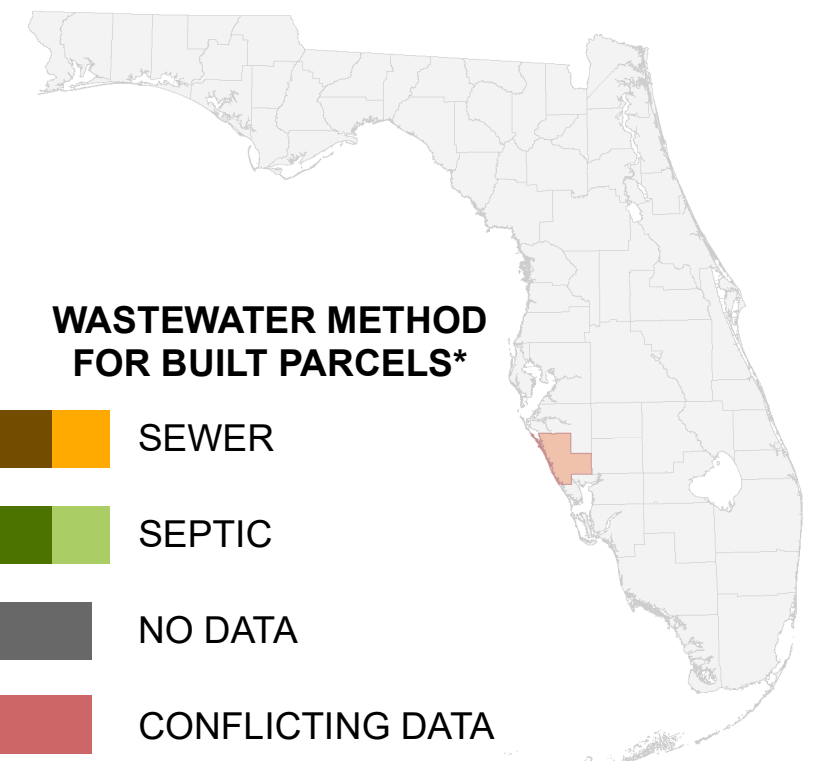 WASTEWATER METHOD
FOR BUILT PARCELS*
SEWER
SEPTIC
NO DATA
CONFLICTING DATA